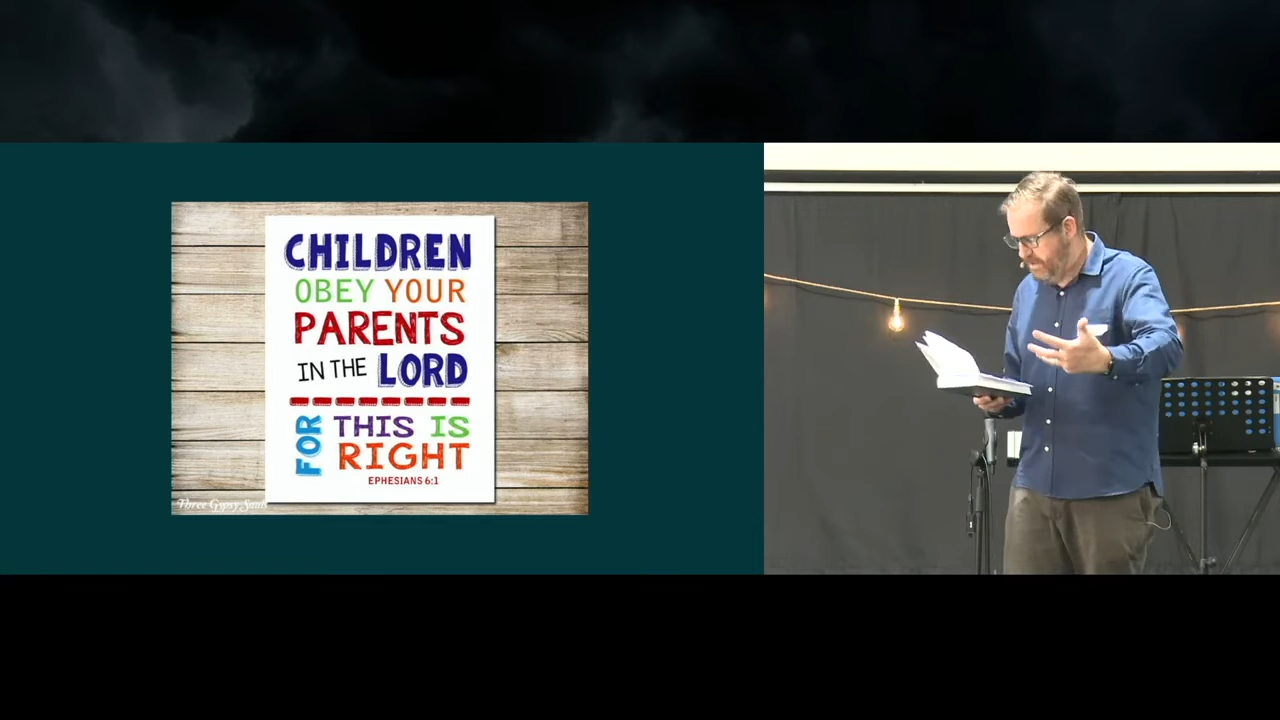 CHILDREN
OBEY YOUR
PARENTS
IN THE LORD
FOR THIS IS
RIGHT
EPHESIANS 6:1